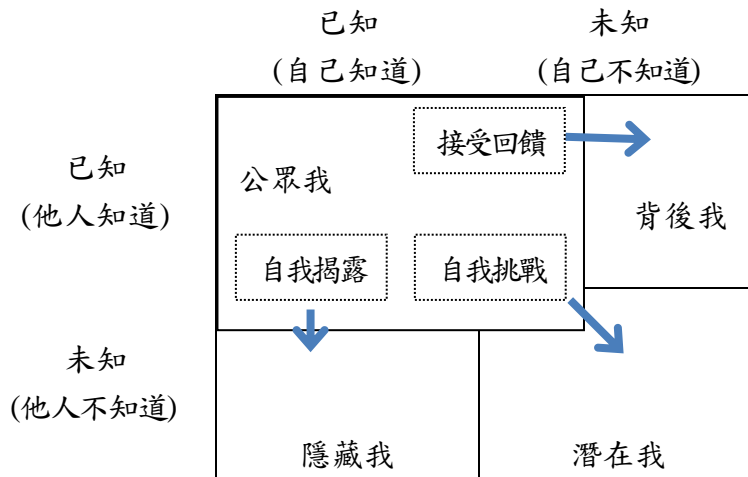 已知
(自己知道)
未知
(自己不知道)
已知
(他人知道)
公眾我
接受回饋
背後我
自我揭露
自我挑戰
未知
(他人不知道)
隱藏我
潛在我